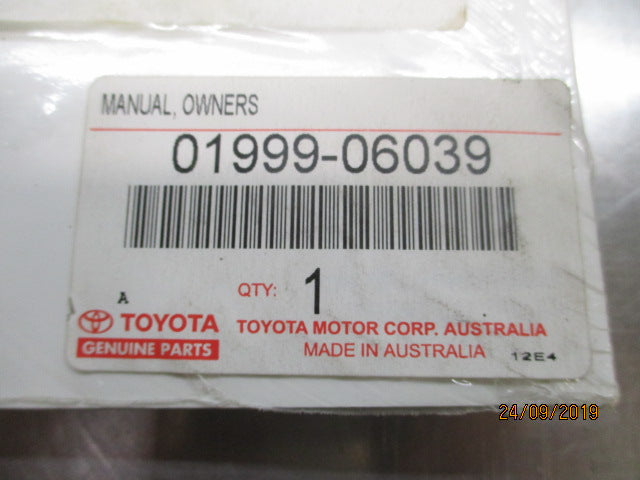 MANUAL, OWNERS
01999-06039
A
QTY: 1
TOYOTA
GENUINE PARTS
TOYOTA MOTOR CORP. AUSTRALIA
MADE IN AUSTRALIA
12E4
24/09/2019